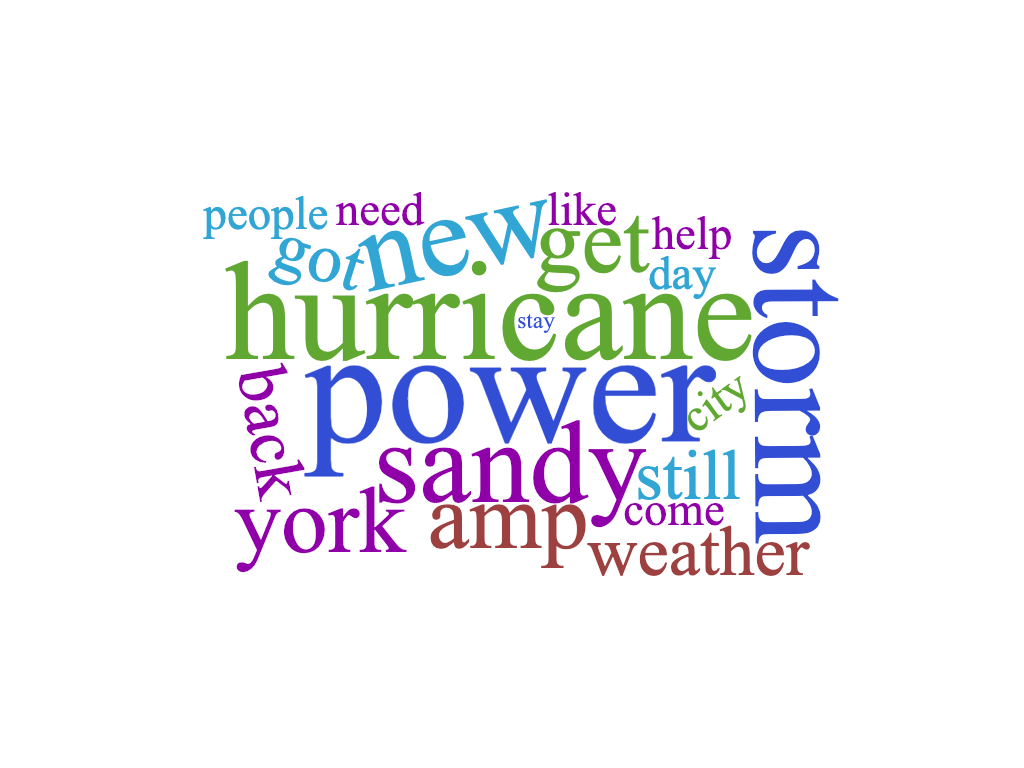 people
need
like
new
got
get
help
day
storm
hurricane
stay
power
city
back
sandy
still
york
amp
come
weather